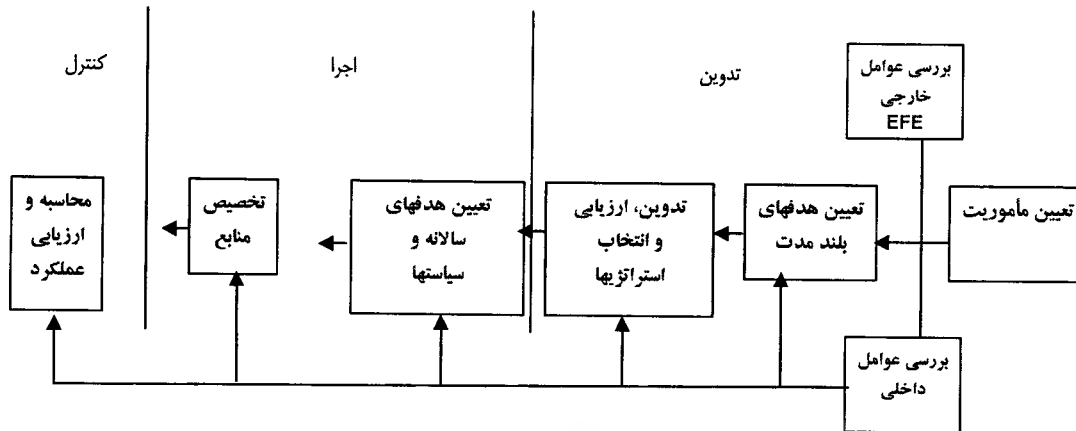 تدوین
اجرا
کنترل
بررسی عوامل
خارجی
EFE
تعیین مأموریت
تعیین هدفهای
بلند مدت
تدوین، ارزیابی
و انتخاب
استراتژیها
تعیین هدفهای
سالانه و
سیاستها
تخصیص
منابع
محاسبه و
ارزیابی
عملکرد
بررسی عوامل
داخلی